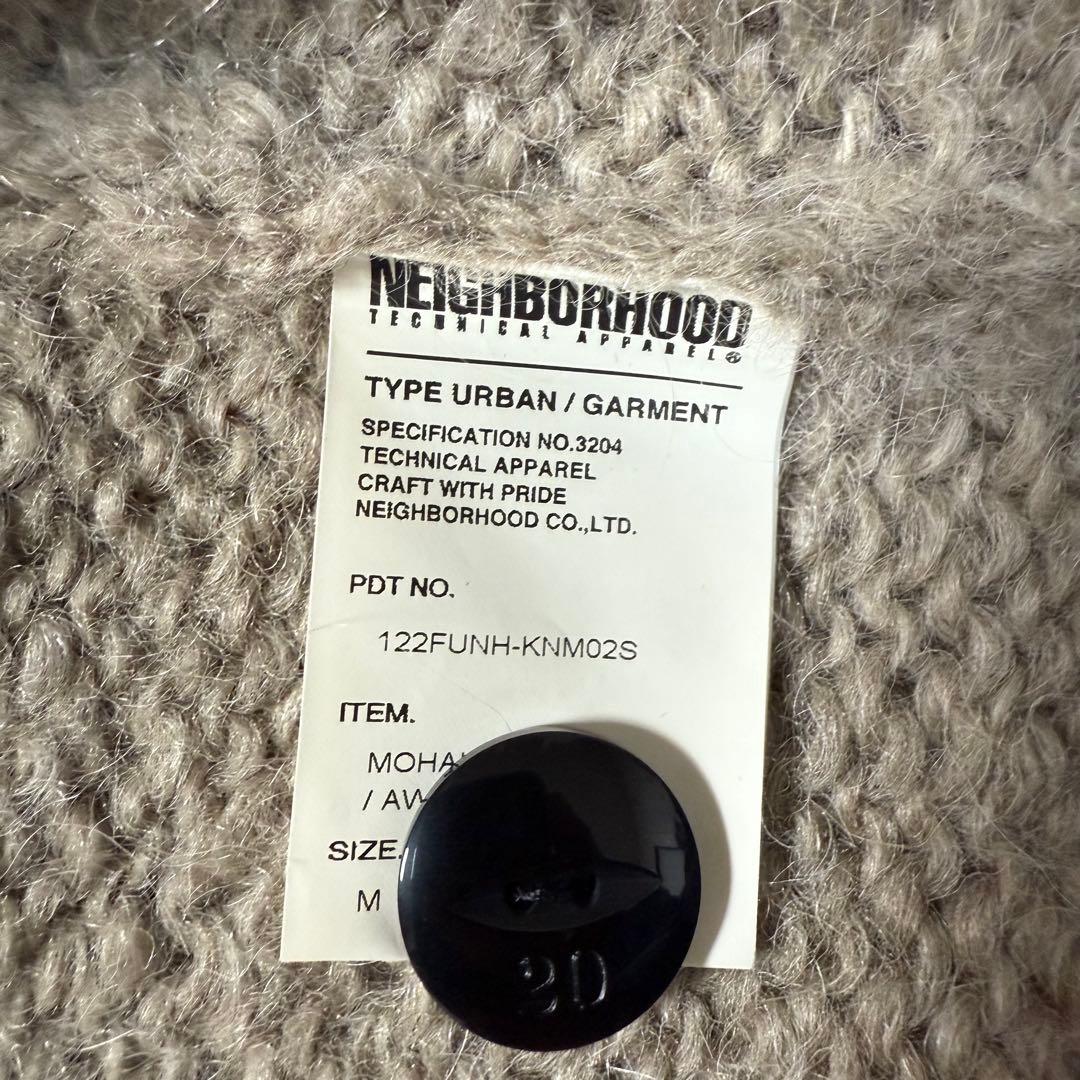 NEIGHBORHOOD
TECHNICAL APPAREL
TYPE URBAN / GARMENT
SPECIFICATION NO.3204
TECHNICAL APPAREL
CRAFT WITH PRIDE
NEIGHBORHOOD CO.,LTD.
PDT NO.
122FUNH-KNM02S
ITEM.
/
SIZE.
M